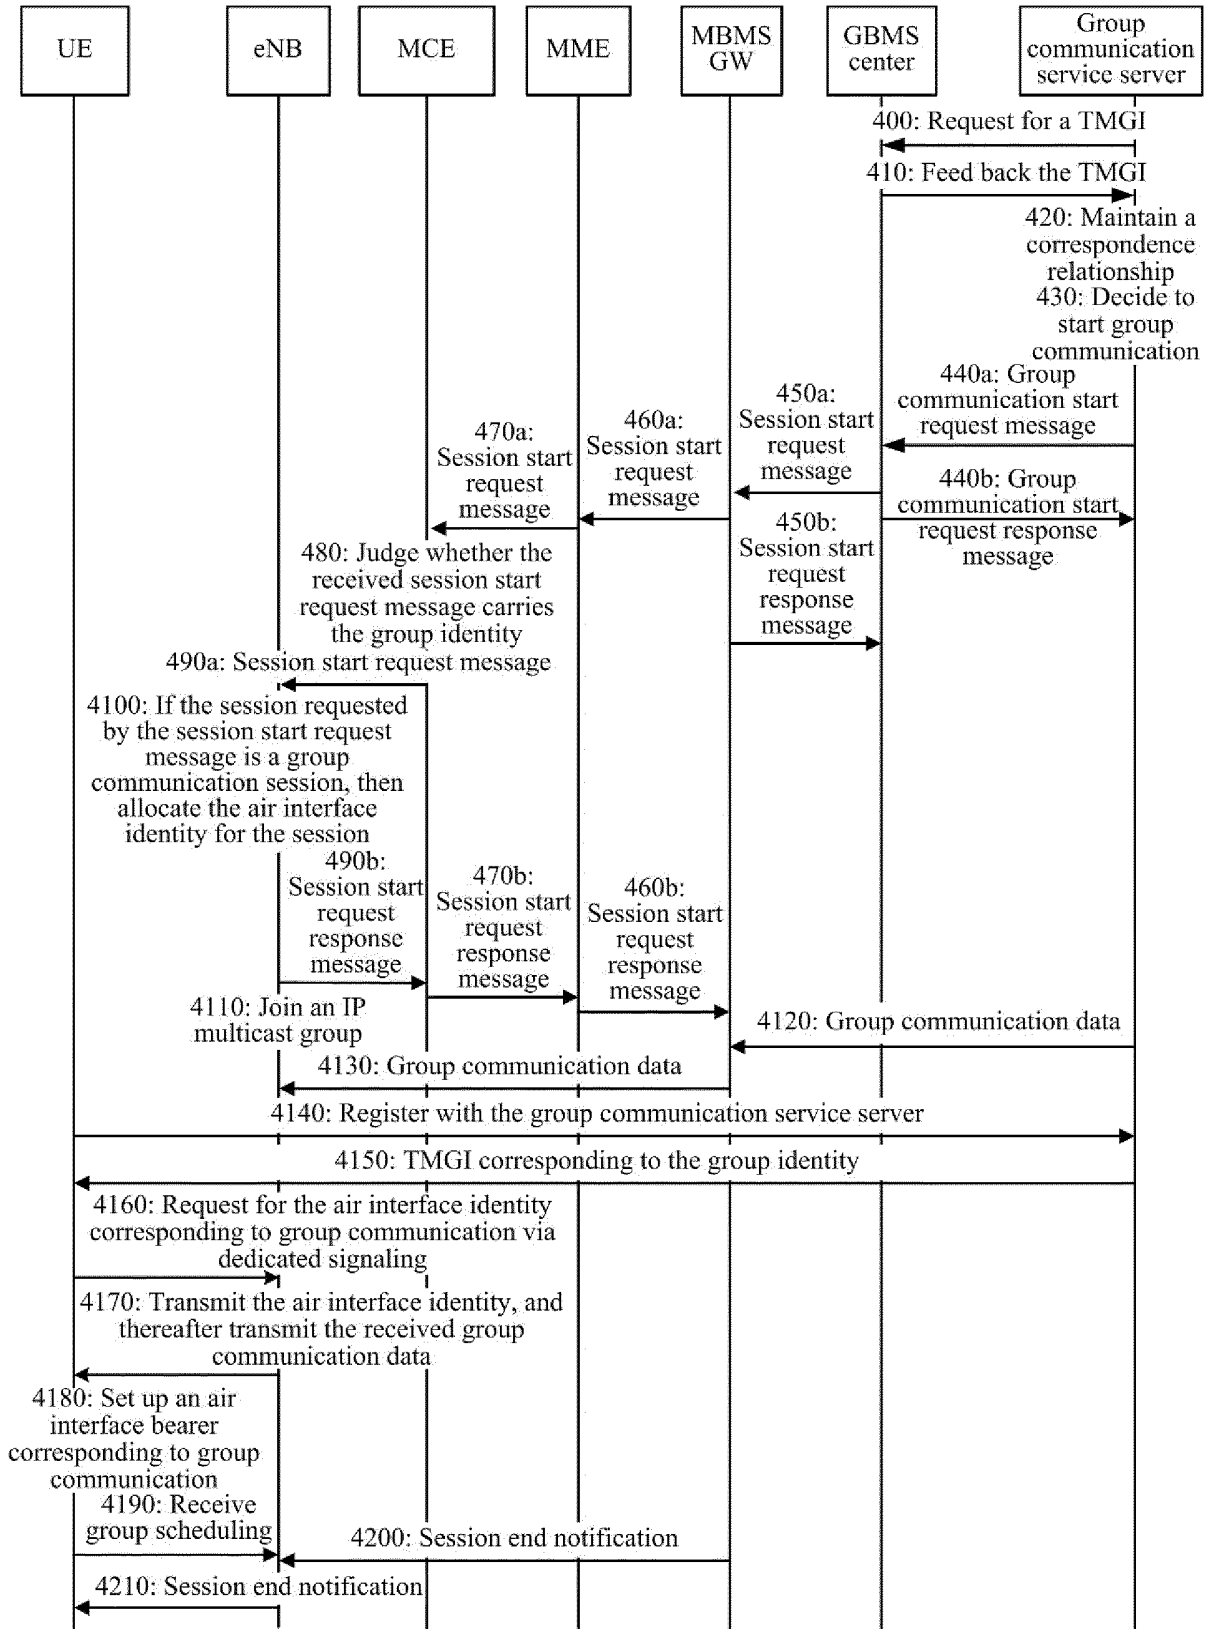 UE
eNB
MCE
MME
MBMS
GW
GBMS
center
Group
communication
service server
400: Request for a TMGI
410: Feed back the TMGI
420: Maintain a
correspondence
relationship
430: Decide to
start group
communication
440a: Group
communication start
request message
450a:
Session start
request
message
460a:
Session start
request
message
470a:
Session start
request
message
440b: Group
communication start
request response
message
450b:
Session start
request
response
message
480: Judge whether the
received session start
request message carries
the group identity
490a: Session start request message
4100: If the session requested
by the session start request
message is a group
communication session, then
allocate the air interface
identity for the session
490b:
Session start
request
response
message
470b:
Session start
request
response
message
460b:
Session start
request
response
message
4110: Join an IP
multicast group
4120: Group communication data
4130: Group communication data
4140: Register with the group communication service server
4150: TMGI corresponding to the group identity
4160: Request for the air interface identity
corresponding to group communication via
dedicated signaling
4170: Transmit the air interface identity, and
thereafter transmit the received group
communication data
4180: Set up an air
interface bearer
corresponding to group
communication
4190: Receive
group scheduling
4200: Session end notification
4210: Session end notification